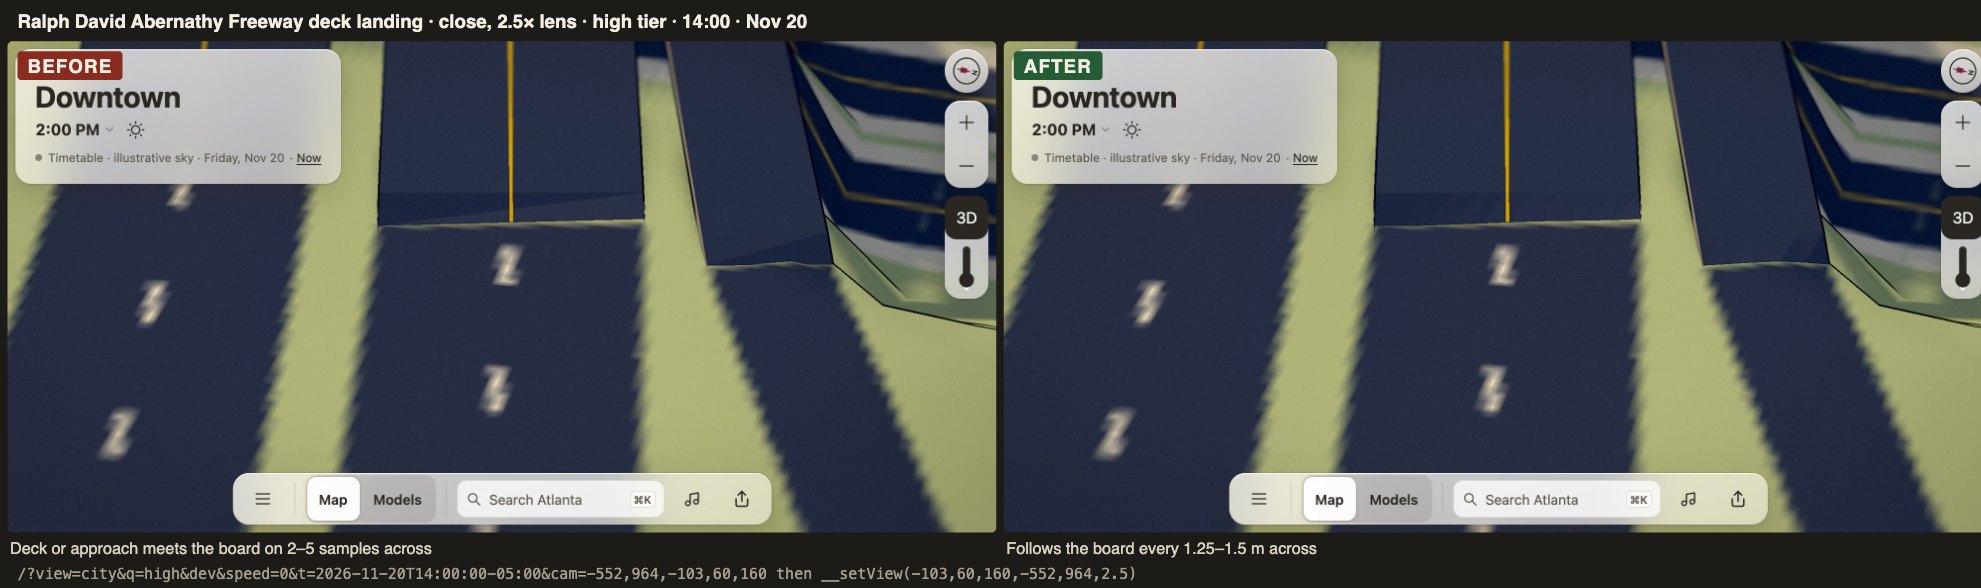 Ralph David Abernathy Freeway deck landing · close, 2.5× lens · high tier · 14:00 · Nov 20
BEFORE
Downtown
2:00 PM
Timetable · illustrative sky · Friday, Nov 20 · Now
N
+
−
3D
Map
Models
Search Atlanta
⌘K
Deck or approach meets the board on 2–5 samples across
AFTER
Downtown
2:00 PM
Timetable · illustrative sky · Friday, Nov 20 · Now
N
+
−
3D
Map
Models
Search Atlanta
⌘K
Follows the board every 1.25–1.5 m across
/?view=city&q=high&dev&speed=0&t=2026-11-20T14:00:00-05:00&cam=-552,964,-103,60,160 then __setView(-103,60,160,-552,964,2.5)